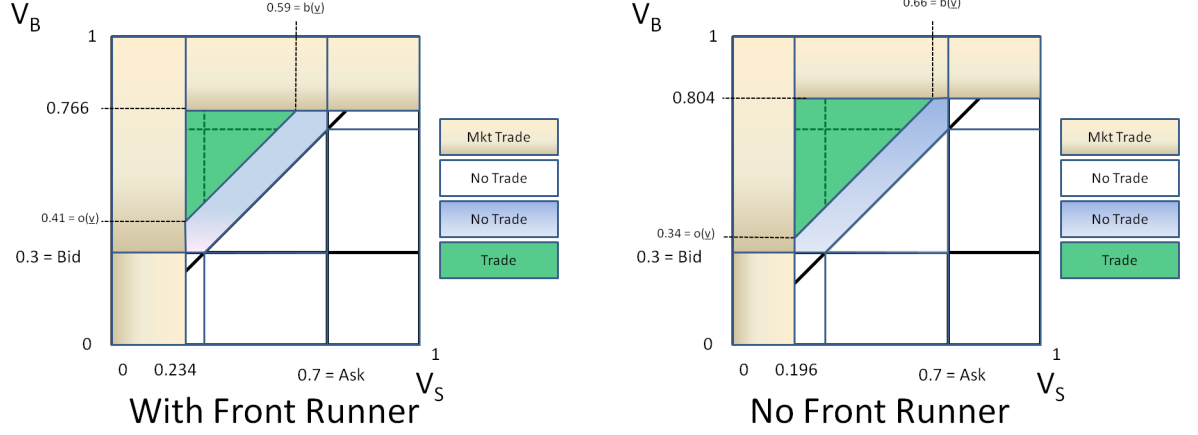 0.59 = b(v)
V_B
1
0.766
0.41 = o(v)
0.3 = Bid
0
0
0.234
0.7 = Ask
1
V_S
Mkt Trade
No Trade
No Trade
Trade
With Front Runner
0.66 = b(v)
V_B
1
0.804
0.34 = o(v)
0.3 = Bid
0
0
0.196
0.7 = Ask
1
V_S
Mkt Trade
No Trade
No Trade
Trade
No Front Runner